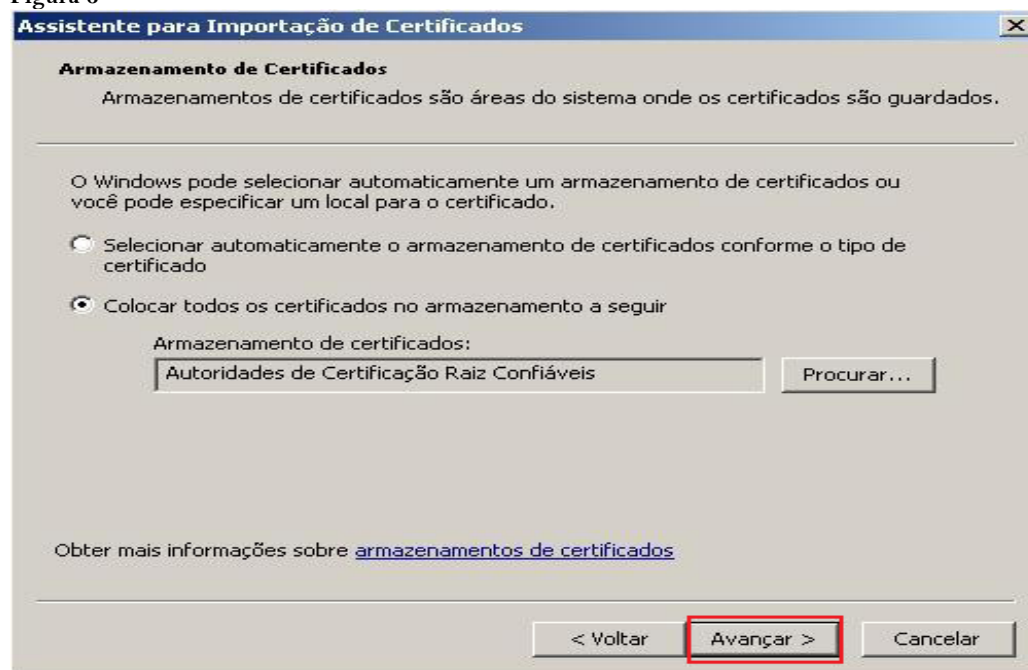 Assistente para Importação de Certificados
Armazenamento de Certificados
Armazenamentos de certificados são áreas do sistema onde os certificados são guardados.
O Windows pode selecionar automaticamente um armazenamento de certificados ou
você pode especificar um local para o certificado.
Selecionar automaticamente o armazenamento de certificados conforme o tipo de
certificado
Colocar todos os certificados no armazenamento a seguir
Armazenamento de certificados:
Autoridades de Certificação Raiz Confiáveis
Procurar...
Obter mais informações sobre armazenamentos de certificados
< Voltar
Avançar >
Cancelar